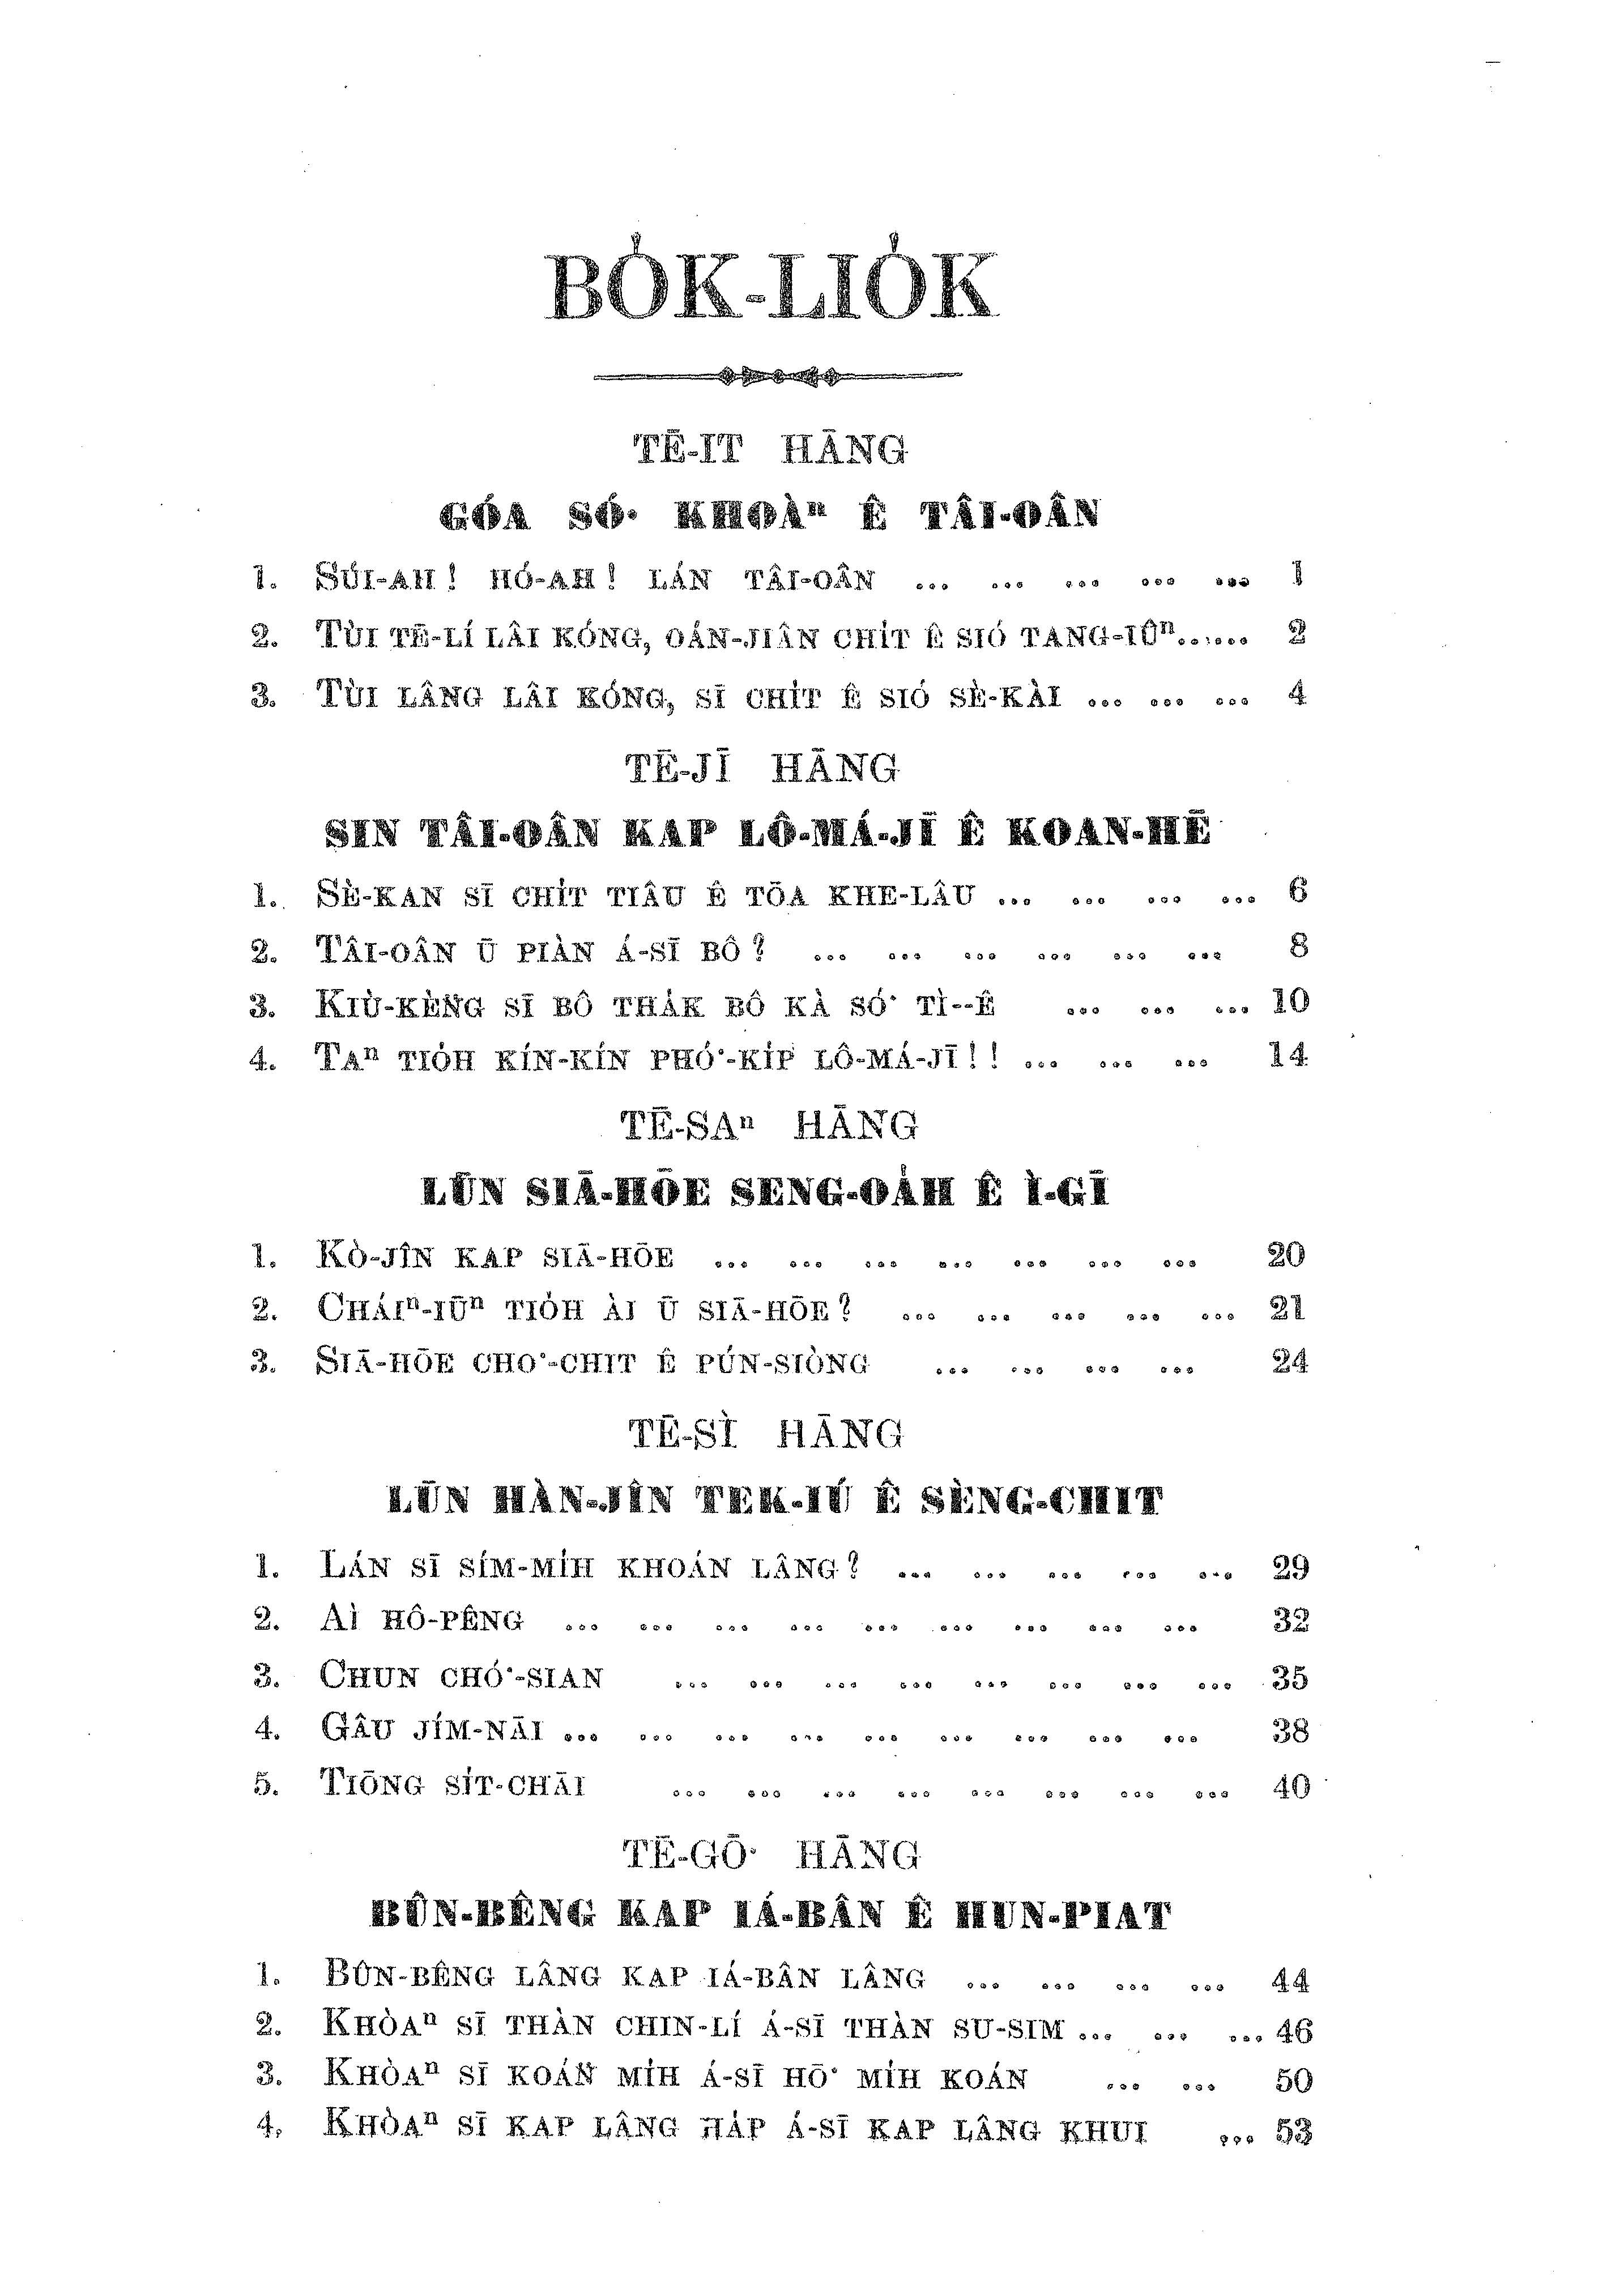 BO̍K-LIO̍K
TĒ-IT HĀNG
GÓA SÓ͘ KHOÀⁿ Ê TÂI-OÂN
1. SÚI-AH! HÓ-AH! LÁN TÂI-OÂN ... ... ... ... ... 1
2. TÙI TĒ-LÍ LÂI KÓNG, OÁN-JIÂN CHI̍T Ê SIÓ TANG-IÛⁿ...... 2
3. TÙI LÂNG LÂI KÓNG, SĪ CHI̍T Ê SIÓ SÈ-KÀI ... ... ... 4
TĒ-JĪ HĀNG
SIN TÂI-OÂN KAP LÔ-MÁ-JĪ Ê KOAN-HĒ
1. SÈ-KAN SĪ CHI̍T TIÂU Ê TŌA KHE-LÂU ... ... ... ... 6
2. TÂI-OÂN Ū PIÀN Á-SĪ BÔ? ... ... ... ... ... ... 8
3. KIÙ-KÈNG SĪ BÔ THA̍K BÔ KÀ SÓ͘ TÌ--Ê ... ... ... 10
4. TAⁿ TIO̍H KÍN-KÍN PHÓ͘-KI̍P LÔ-MÁ-JĪ!! ... ... ... 14
TĒ-SAⁿ HĀNG
LŪN SIĀ-HŌE SENG-OA̍H Ê Ì-GĪ
1. KÒ-JÎN KAP SIĀ-HŌE ... ... ... ... ... ... ... 20
2. CHÁIⁿ-IŪⁿ TIO̍H ÀI Ū SIĀ-HŌE? ... ... ... ... ... 21
3. SIĀ-HŌE CHO͘-CHIT Ê PÚN-SIÒNG ... ... ... ... 24
TĒ-SÌ HĀNG
LŪN HÀN-JÎN TEK-IÚ Ê SÈNG-CHIT
1. LÁN SĪ SÍM-MI̍H KHOÁN LÂNG? ... ... ... ... ... 29
2. AÌ HÔ-PÊNG ... ... ... ... ... ... ... ... ... 32
3. CHUN CHÓ͘-SIAN ... ... ... ... ... ... ... ... 35
4. GÂU JÍM-NĀI ... ... ... ... ... ... ... ... ... 38
5. TIŌNG SI̍T-CHĀI ... ... ... ... ... ... ... ... 40
TĒ-GŌ͘ HĀNG
BÛN-BÊNG KAP IÁ-BÂN Ê HUN-PIAT
1. BÛN-BÊNG LÂNG KAP IÁ-BÂN LÂNG ... ... ... ... 44
2. KHÒAⁿ SĪ THÀN CHIN-LÍ Á-SĪ THÀN SU-SIM ... ... ... 46
3. KHÒAⁿ SĪ KOÁN MI̍H Á-SĪ HŌ͘ MI̍H KOÁN ... ... 50
4. KHÒAⁿ SĪ KAP LÂNG HA̍P Á-SĪ KAP LÂNG KHUI ... 53